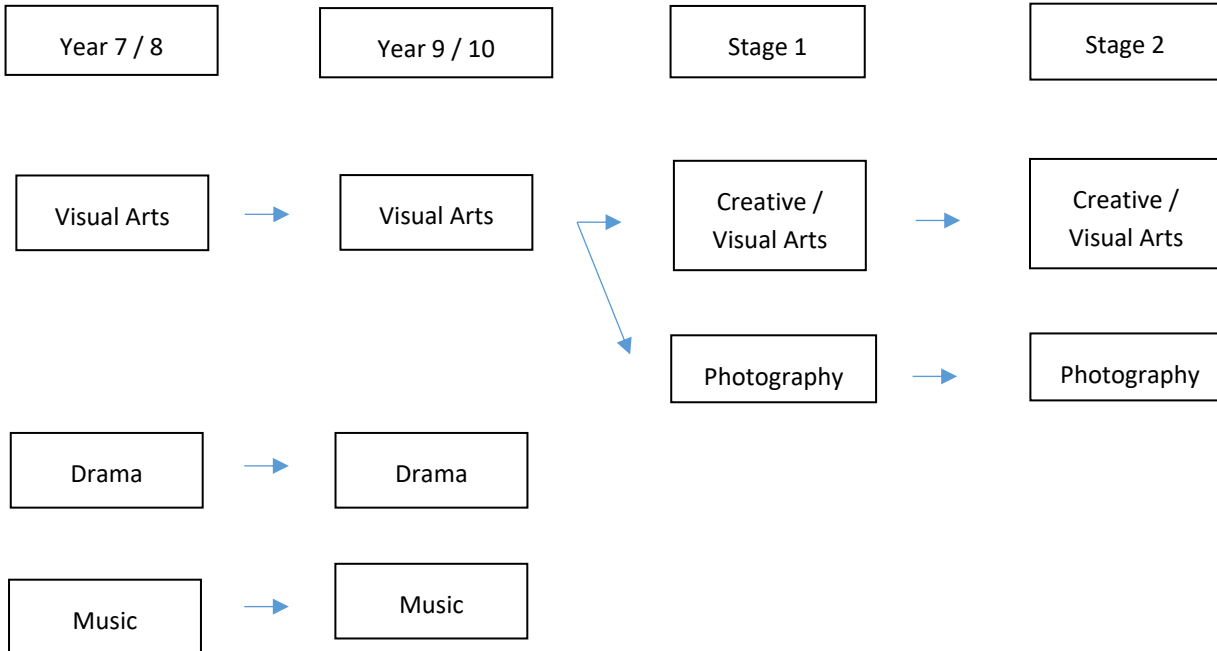 Year 7 / 8
Year 9 / 10
Stage 1
Stage 2
Visual Arts
Visual Arts
Creative /
Visual Arts
Creative /
Visual Arts
Photography
Photography
Drama
Drama
Music
Music